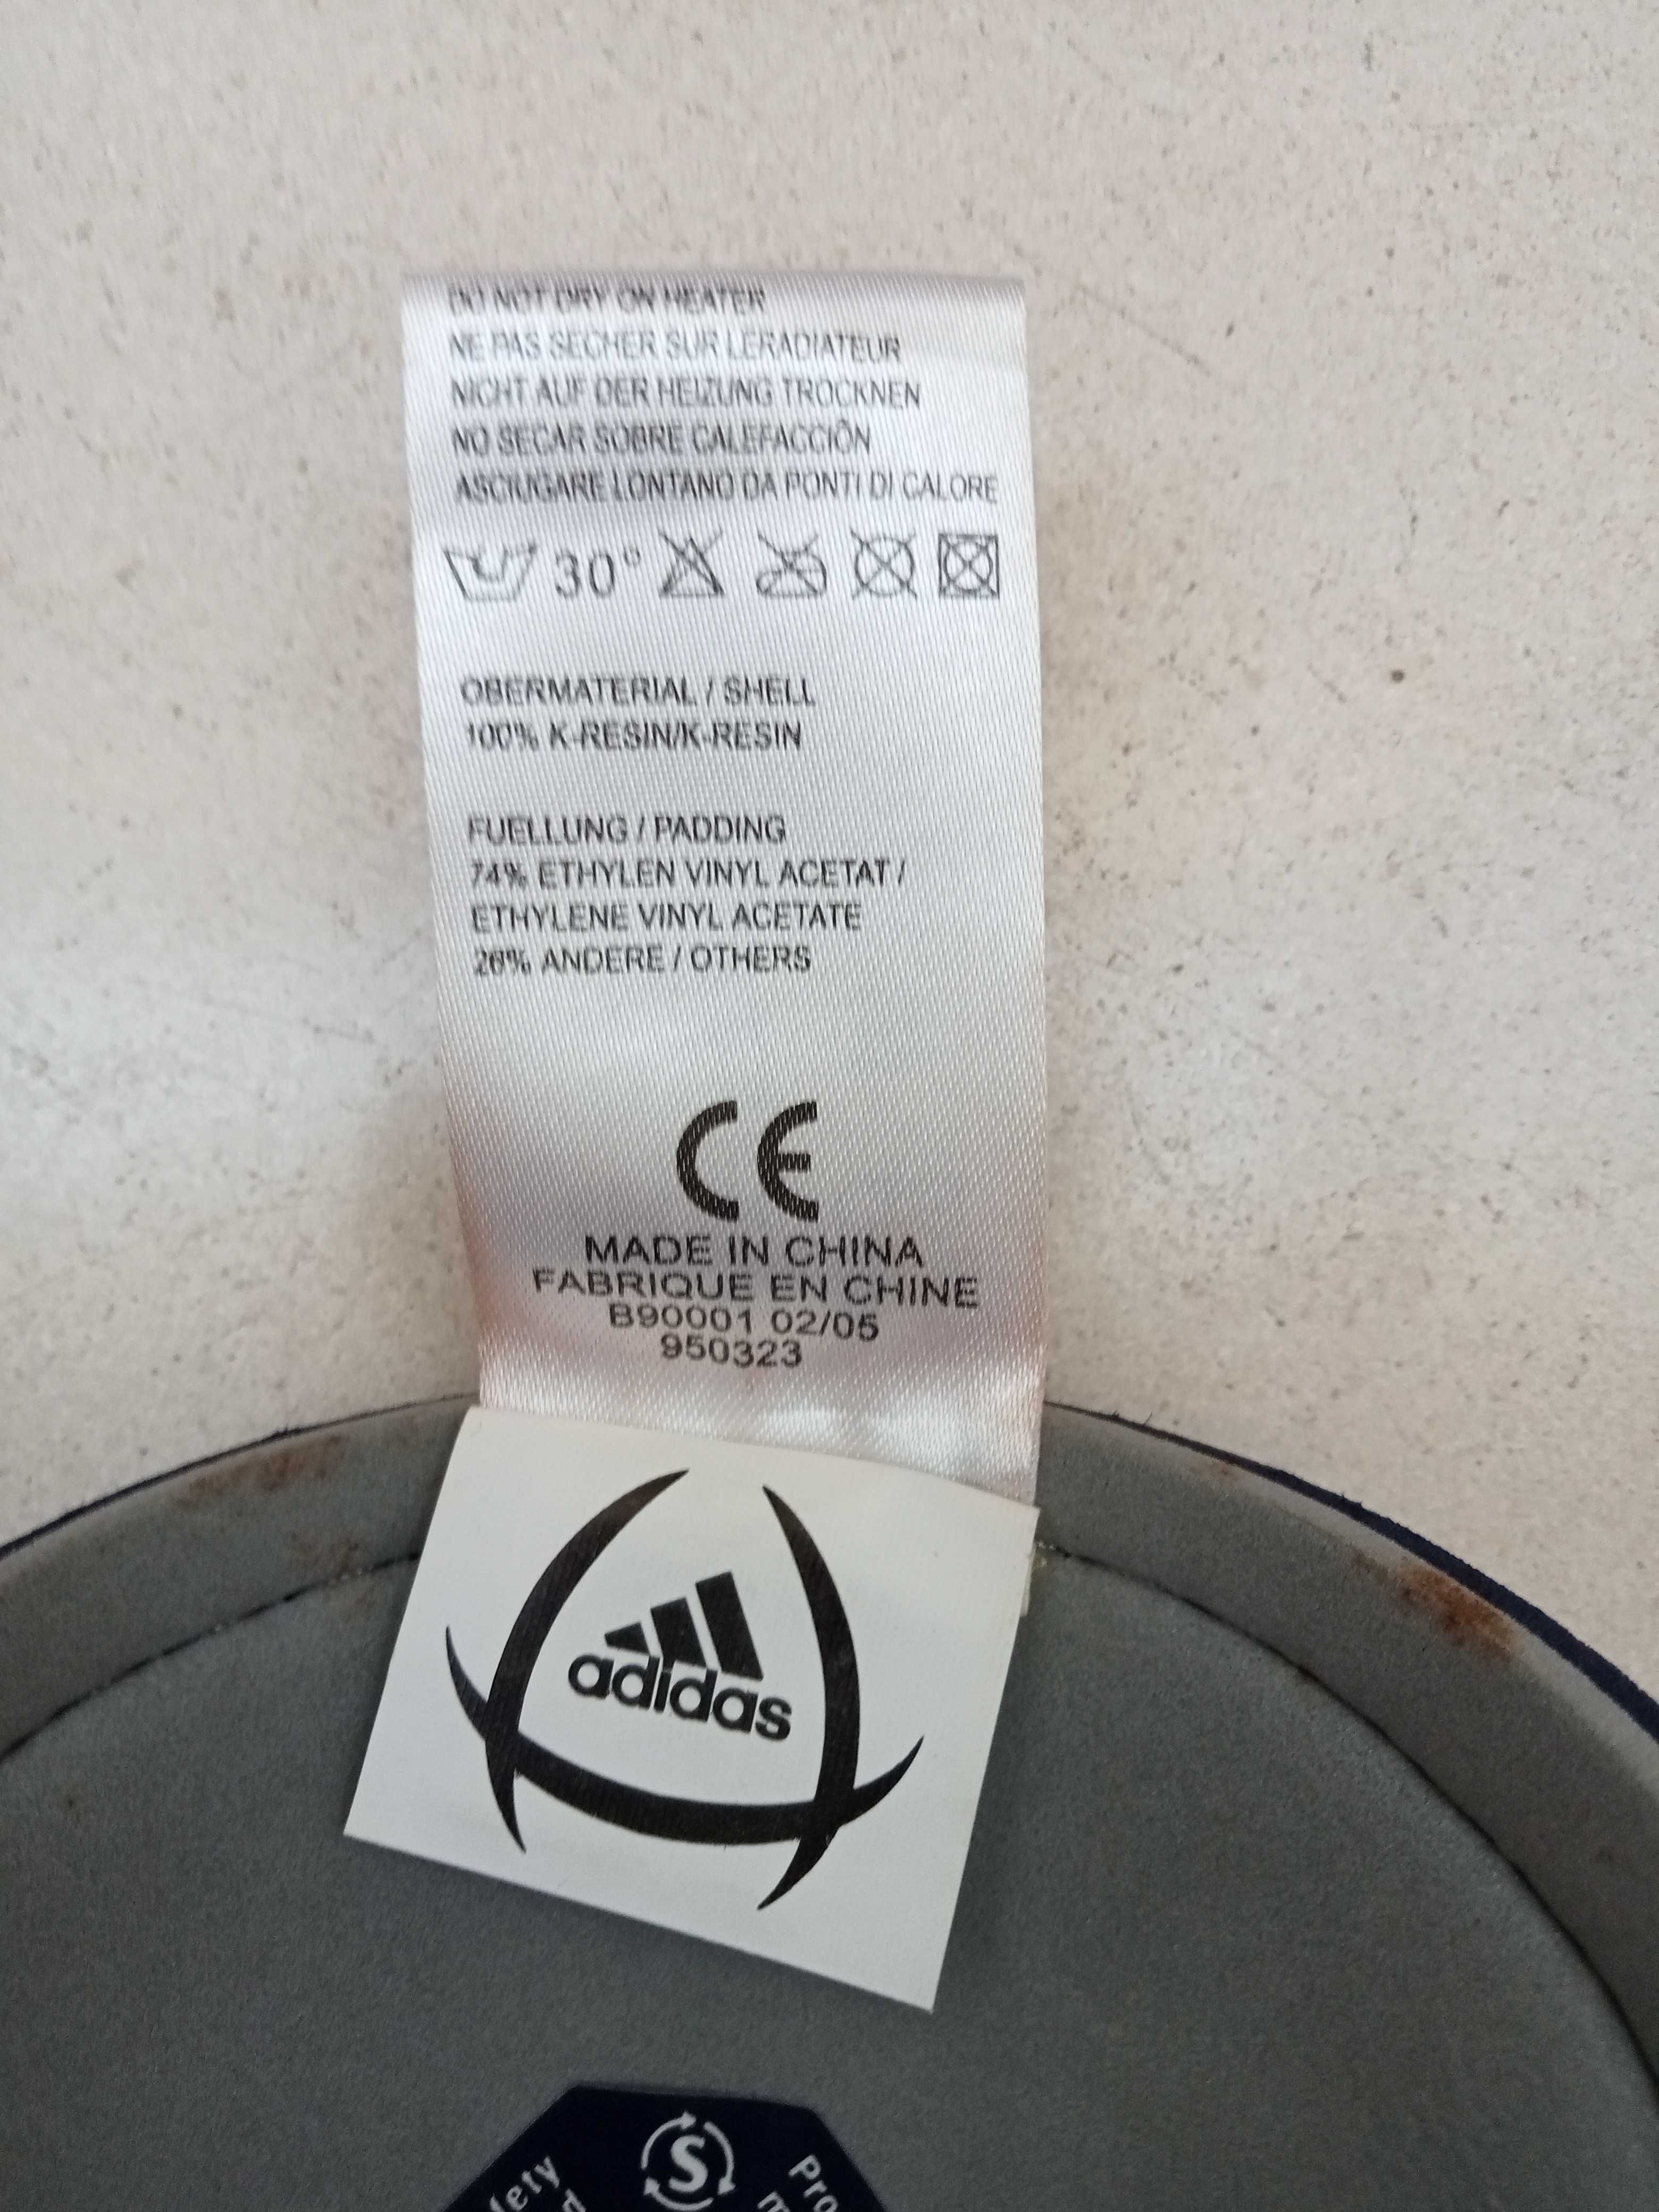 DO NOT DRY ON HEATER
NE PAS SECHER SUR LERADIATEUR
NICHT AUF DER HEIZUNG TROCKNEN
NO SECAR SOBRE CALEFACCIÓN
ASCIUGARE LONTANO DA PONTI DI CALORE
30°
OBERMATERIAL / SHELL
100% K-RESIN/K-RESIN
FUELLUNG / PADDING
74% ETHYLEN VINYL ACETAT /
ETHYLENE VINYL ACETATE
26% ANDERE / OTHERS
CE
MADE IN CHINA
FABRIQUE EN CHINE
B90001 02/05
950323
adidas
S